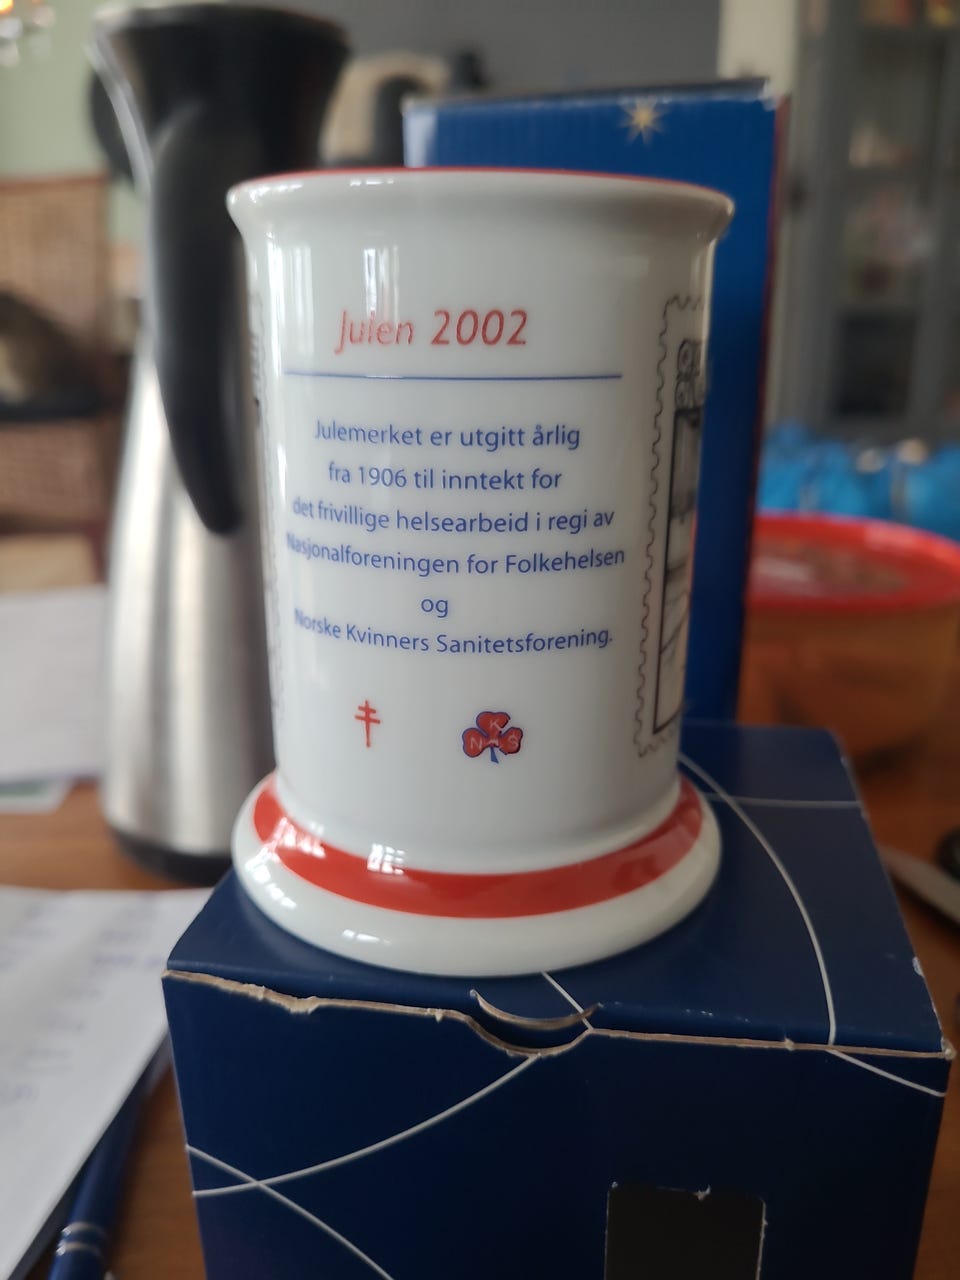 Julen 2002
Julemerket er utgitt årlig
fra 1906 til inntekt for
det frivillige helsearbeid i regi av
Nasjonalforeningen for Folkehelsen
og
Norske Kvinners Sanitetsforening.
N K S